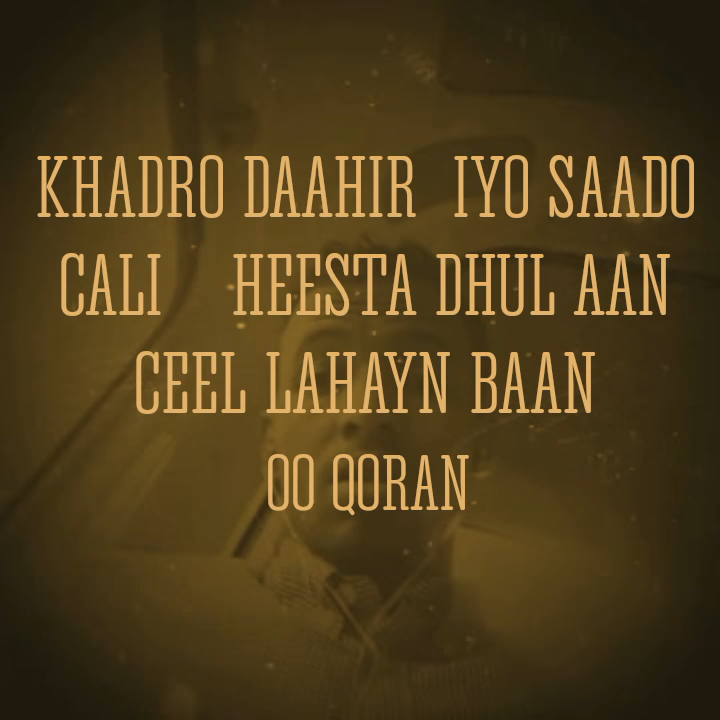 KHADRO DAAHIR IYO SAADO
CALI HEESTA DHUL AAN
CEEL LAHAYN BAAN
OO QORAN